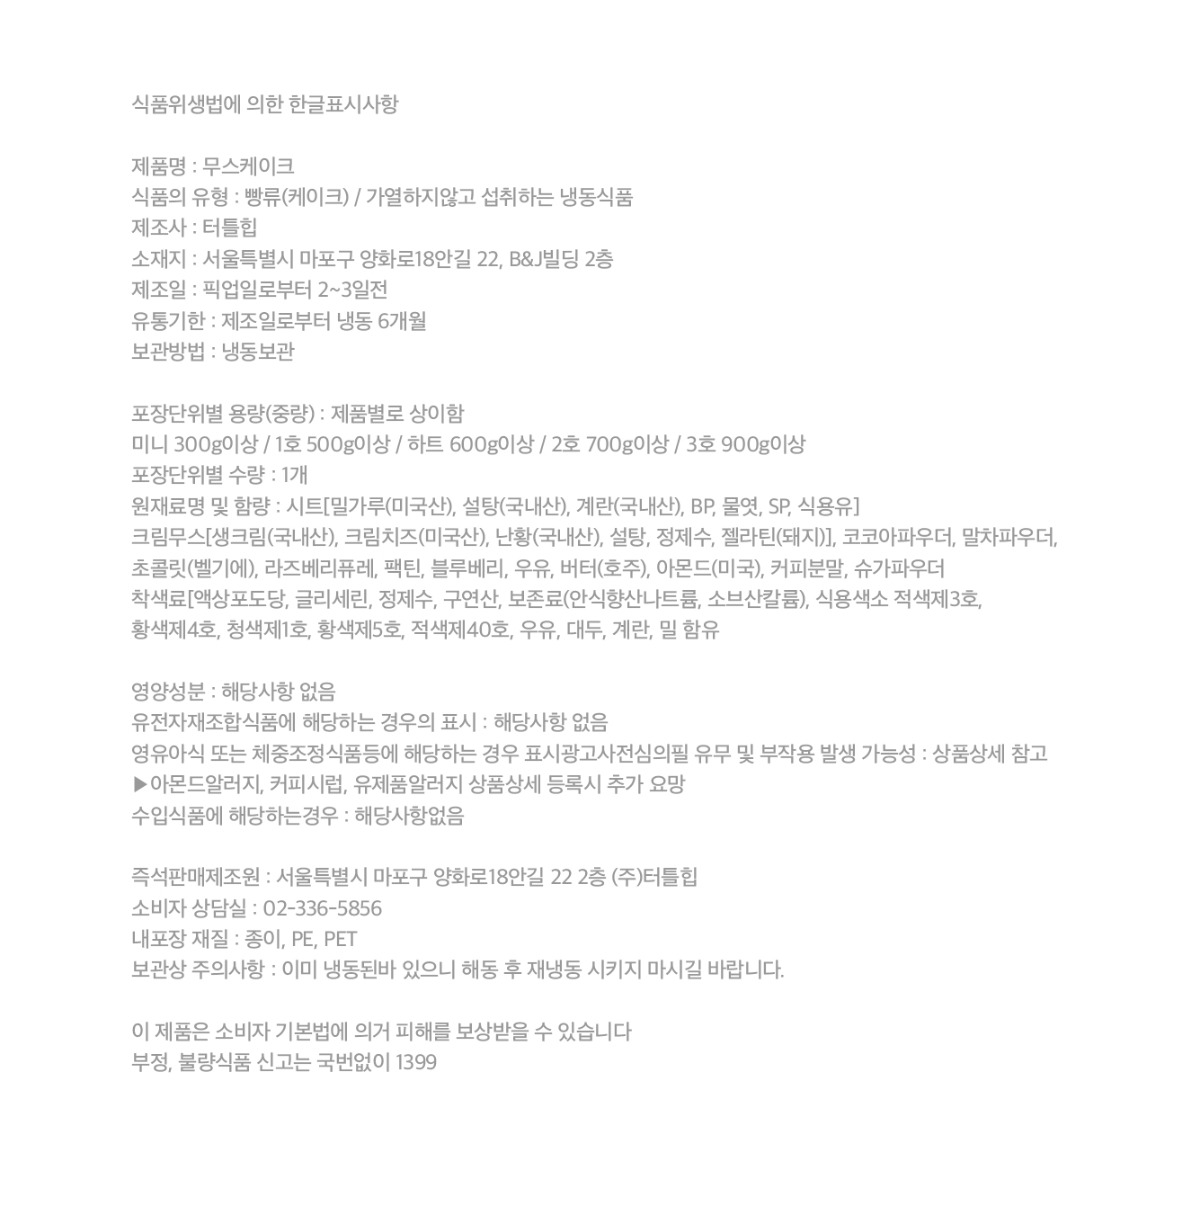 식품위생법에 의한 한글표시사항
제품명 : 무스케이크
식품의 유형 : 빵류(케이크) / 가열하지않고 섭취하는 냉동식품
제조사 : 터틀힙
소재지 : 서울특별시 마포구 양화로18안길 22, B&J빌딩 2층
제조일 : 픽업일로부터 2~3일전
유통기한 : 제조일로부터 냉동 6개월
보관방법 : 냉동보관
포장단위별 용량(중량) : 제품별로 상이함
미니 300g이상 / 1호 500g이상 / 하트 600g이상 / 2호 700g이상 / 3호 900g이상
포장단위별 수량 : 1개
원재료명 및 함량 : 시트[밀가루(미국산), 설탕(국내산), 계란(국내산), BP, 물엿, SP, 식용유]
크림무스[생크림(국내산), 크림치즈(미국산), 난황(국내산), 설탕, 정제수, 젤라틴(돼지)], 코코아파우더, 말차파우더,
초콜릿(벨기에), 라즈베리퓨레, 팩틴, 블루베리, 우유, 버터(호주), 아몬드(미국), 커피분말, 슈가파우더
착색료[액상포도당, 글리세린, 정제수, 구연산, 보존료(안식향산나트륨, 소브산칼륨), 식용색소 적색제3호,
황색제4호, 청색제1호, 황색제5호, 적색제40호, 우유, 대두, 계란, 밀 함유
영양성분 : 해당사항 없음
유전자재조합식품에 해당하는 경우의 표시 : 해당사항 없음
영유아식 또는 체중조정식품등에 해당하는 경우 표시광고사전심의필 유무 및 부작용 발생 가능성 : 상품상세 참고
▶아몬드알러지, 커피시럽, 유제품알러지 상품상세 등록시 추가 요망
수입식품에 해당하는경우 : 해당사항없음
즉석판매제조원 : 서울특별시 마포구 양화로18안길 22 2층 (주)터틀힙
소비자 상담실 : 02-336-5856
내포장 재질 : 종이, PE, PET
보관상 주의사항 : 이미 냉동된바 있으니 해동 후 재냉동 시키지 마시길 바랍니다.
이 제품은 소비자 기본법에 의거 피해를 보상받을 수 있습니다
부정, 불량식품 신고는 국번없이 1399